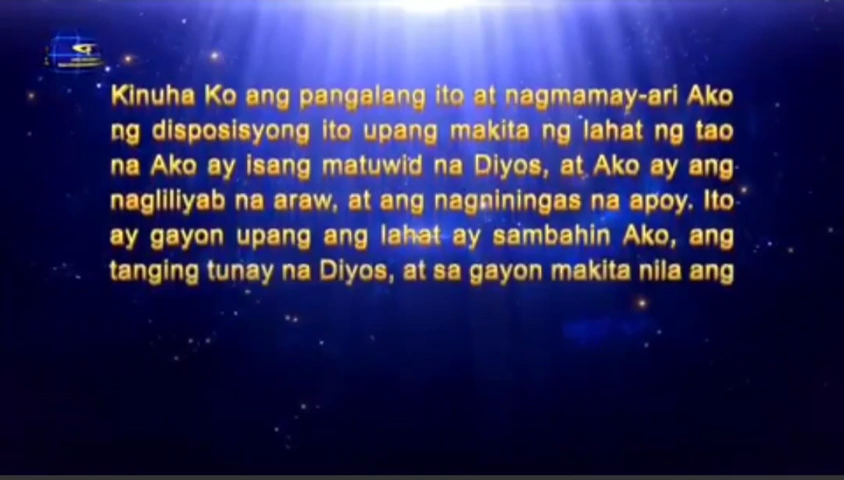 Kinuha Ko ang pangalang ito at nagmamay-ari Ako
ng disposisyong ito upang makita ng lahat ng tao
na Ako ay isang matuwid na Diyos, at Ako ay ang
nagliliyab na araw, at ang nagniningas na apoy. Ito
ay gayon upang ang lahat ay sambahin Ako, ang
tanging tunay na Diyos, at sa gayon makita nila ang